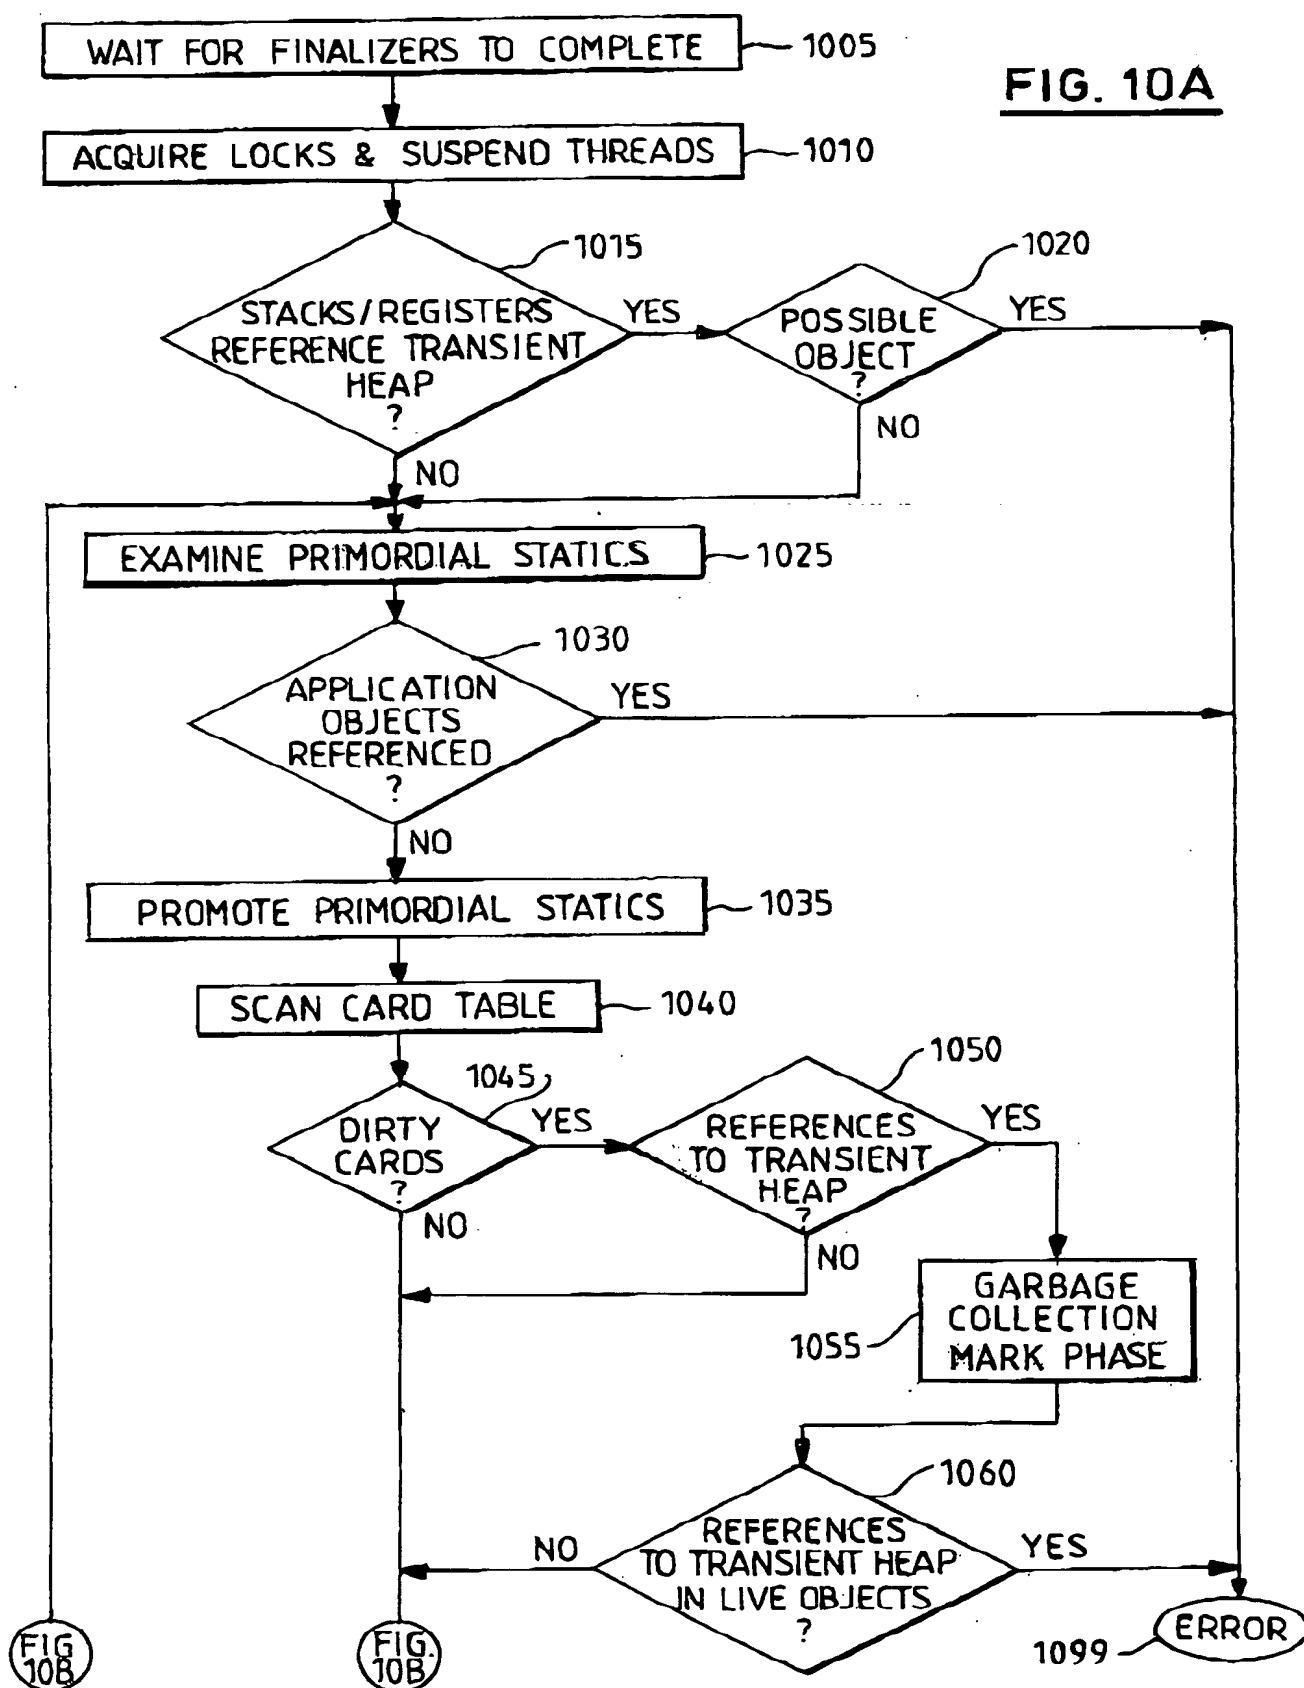 WAIT FOR FINALIZERS TO COMPLETE
1005
FIG. 10A
ACQUIRE LOCKS & SUSPEND THREADS
1010
1015
1020
STACKS/REGISTERS
REFERENCE TRANSIENT
HEAP
?
YES
POSSIBLE
OBJECT
?
YES
NO
NO
EXAMINE PRIMORDIAL STATICS
1025
1030
APPLICATION
OBJECTS
REFERENCED
?
YES
NO
PROMOTE PRIMORDIAL STATICS
1035
SCAN CARD TABLE
1040
1045
1050
DIRTY
CARDS
?
YES
NO
REFERENCES
TO TRANSIENT
HEAP
?
YES
NO
GARBAGE
COLLECTION
MARK PHASE
1055
1060
REFERENCES
TO TRANSIENT HEAP
IN LIVE OBJECTS
?
NO
YES
FIG
10B
FIG.
10B
1099
ERROR